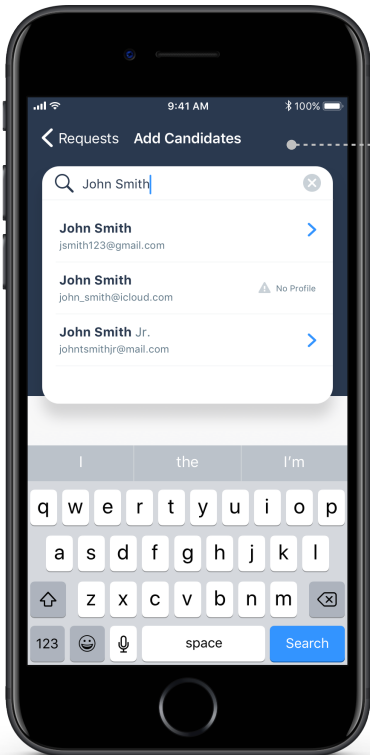 9:41 AM
100%
Requests Add Candidates
John Smith
John Smith
jsmith123@gmail.com
John Smith
john_smith@icloud.com
No Profile
John Smith Jr.
johntsmithjr@mail.com
I the I'm
q w e r t y u i o p
a s d f g h j k l
z x c v b n m
123 space Search